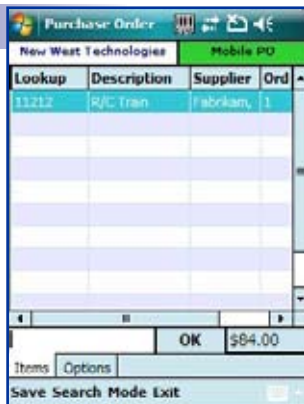 Purchase Order
New West Technologies Mobile PO
Lookup Description Supplier Ord
11212 R/C Train Fabrikam, 1
OK $84.00
Items Options
Save Search Mode Exit